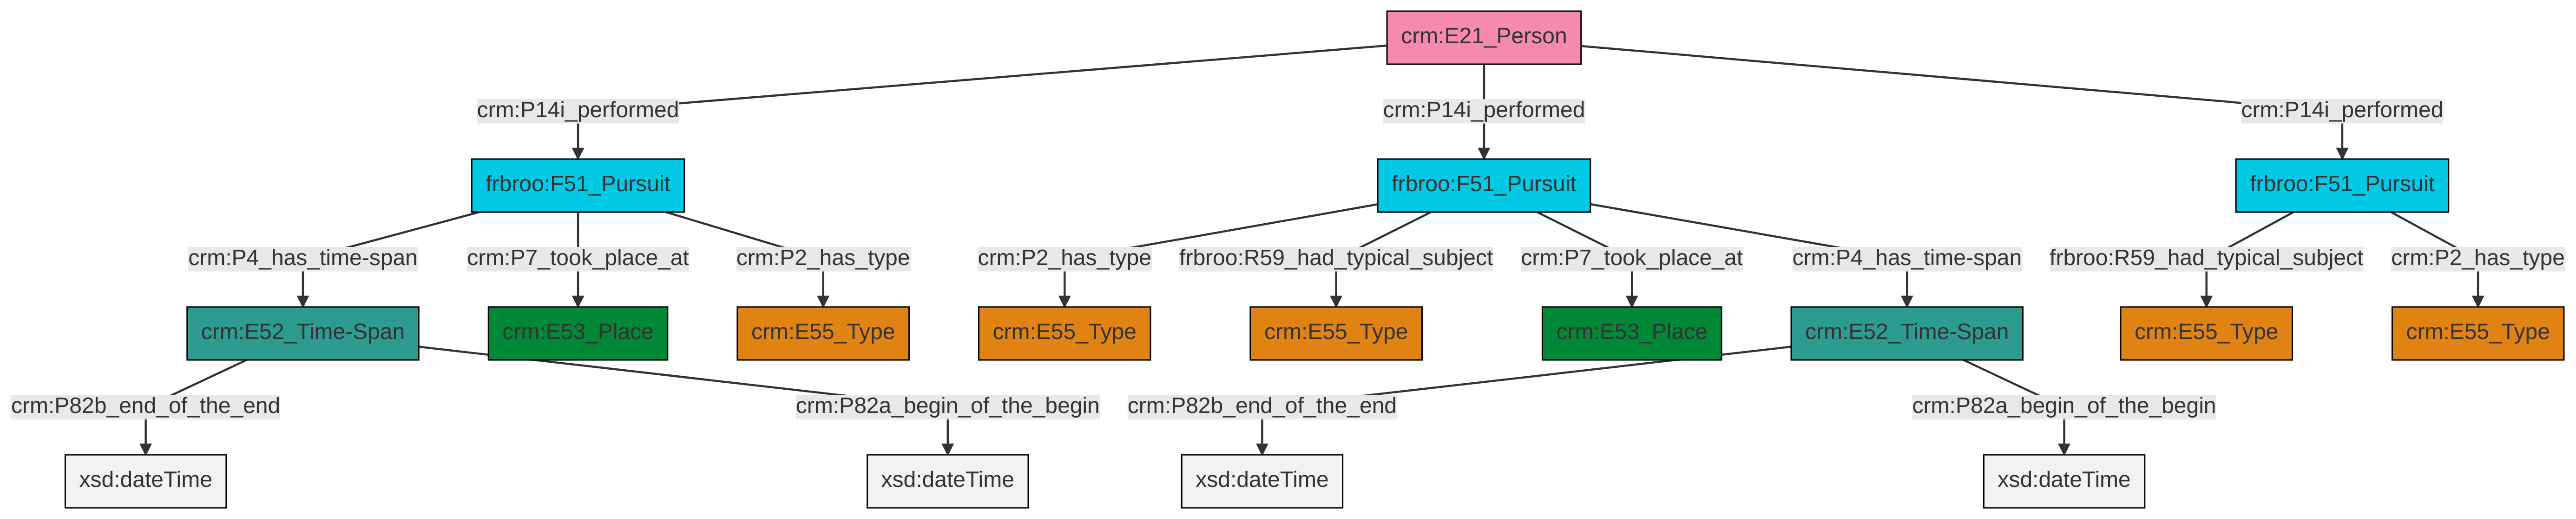 crm:E21_Person
crm:P14i_performed
crm:P14i_performed
crm:P14i_performed
frbroo:F51_Pursuit
frbroo:F51_Pursuit
frbroo:F51_Pursuit
crm:P4_has_time-span
crm:P7_took_place_at
crm:P2_has_type
crm:P2_has_type
frbroo:R59_had_typical_subject
crm:P7_took_place_at
crm:P4_has_time-span
frbroo:R59_had_typical_subject
crm:P2_has_type
crm:E52_Time-Span
crm:E53_Place
crm:E55_Type
crm:E55_Type
crm:E55_Type
crm:E53_Place
crm:E52_Time-Span
crm:E55_Type
crm:E55_Type
crm:P82b_end_of_the_end
crm:P82a_begin_of_the_begin
crm:P82b_end_of_the_end
crm:P82a_begin_of_the_begin
xsd:dateTime
xsd:dateTime
xsd:dateTime
xsd:dateTime